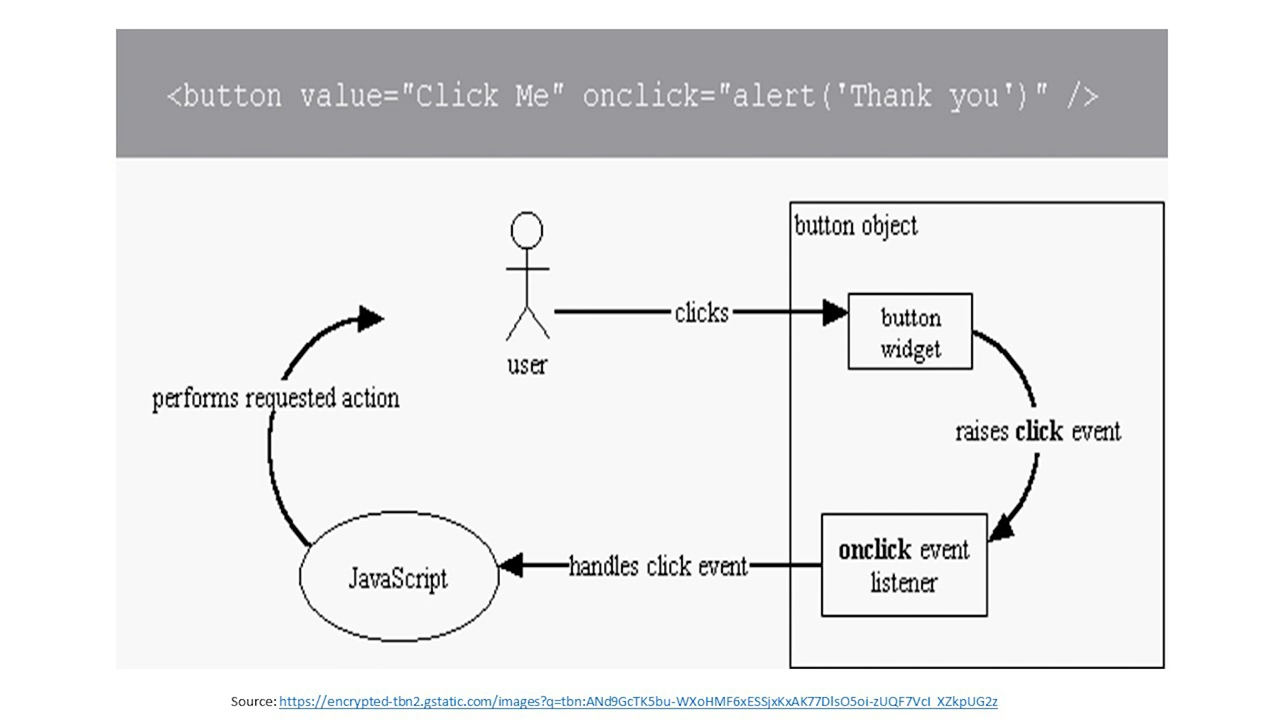 <button value="Click Me" onclick="alert('Thank you')" />
button object
clicks
button
widget
user
performs requested action
raises click event
onclick event
listener
handles click event
JavaScript
Source: https://encrypted-tbn2.gstatic.com/images?q=tbn:ANd9GcTK5bu-WXoHMF6xESSjxKxAK77DlsO5oi-zUQF7VcI_XZkpUG2z